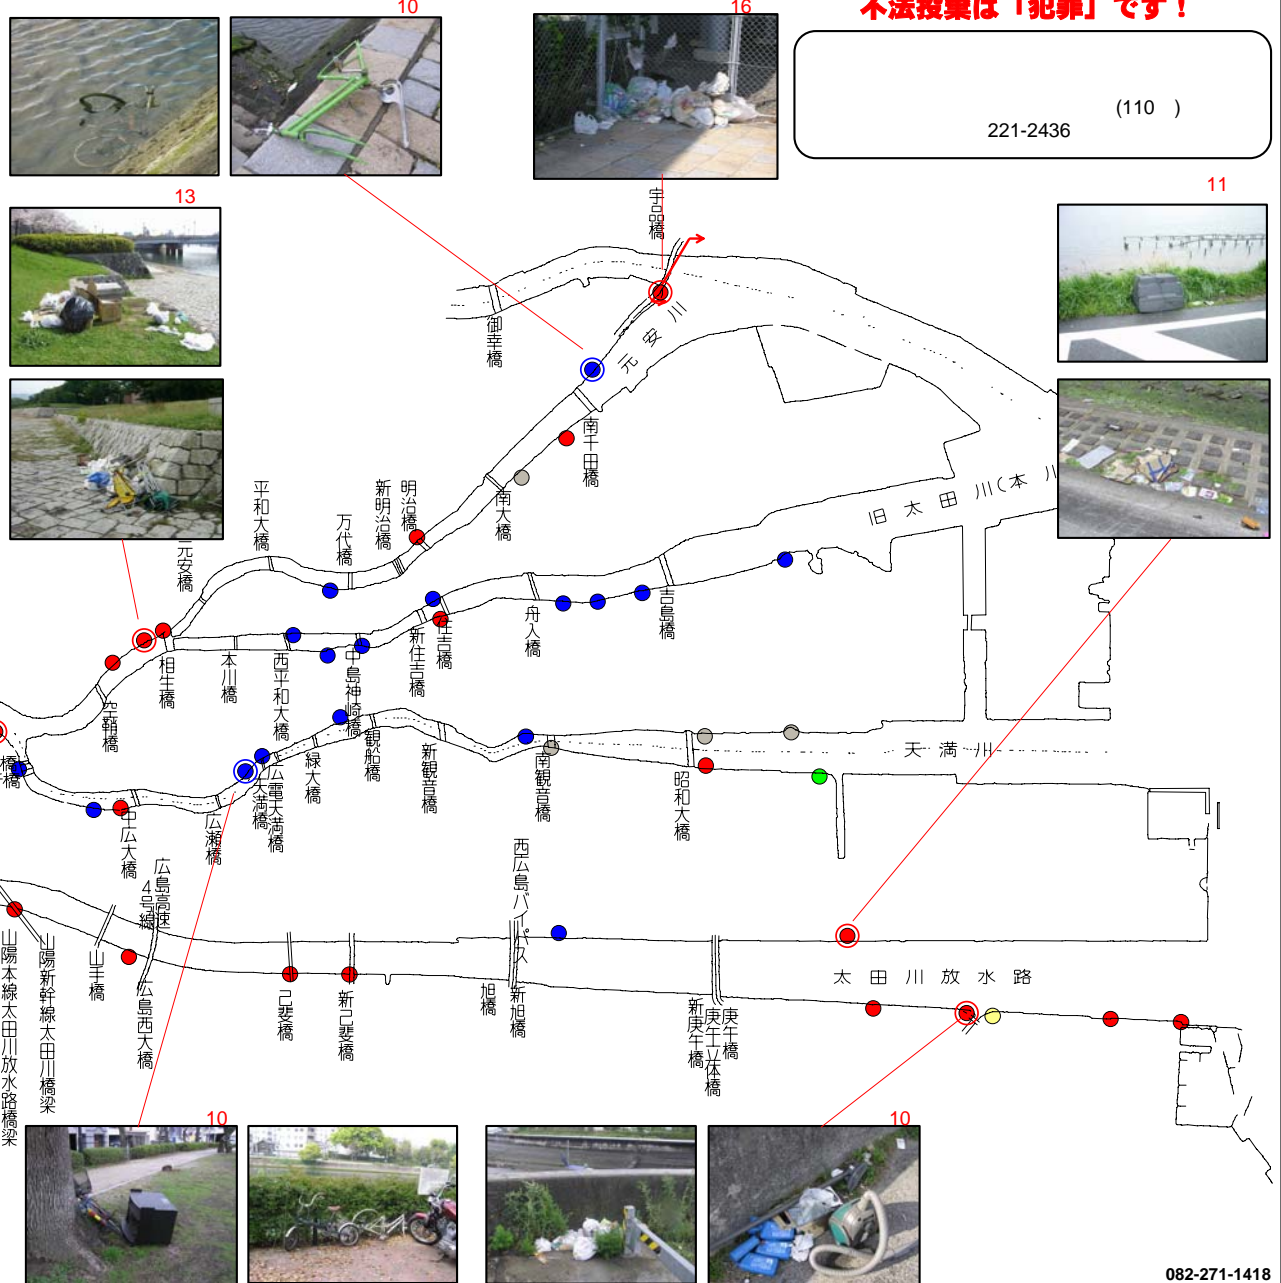 不法投棄は「犯罪」です！
(110 )
221-2436
10
16
13
11
宇品橋
御幸橋
元安川
南千田橋
南大橋
明治橋
新明治橋
万代橋
平和大橋
元安橋
旧太田川(本川
吉島橋
舟入橋
住吉橋
新住吉橋
中島神崎橋
西平和大橋
本川橋
相生橋
空鞘橋
天満川
昭和大橋
南観音橋
新観音橋
観船橋
緑大橋
広電天満橋
天満橋
広瀬橋
中広大橋
橋
広島高速
4号線
西広島バイパス
太田川放水路
庚午橋
庚午立体橋
新庚午橋
新旭橋
旭橋
新己斐橋
己斐橋
広島西大橋
山手橋
山陽新幹線太田川橋梁
山陽本線太田川放水路橋梁
10
10
082-271-1418